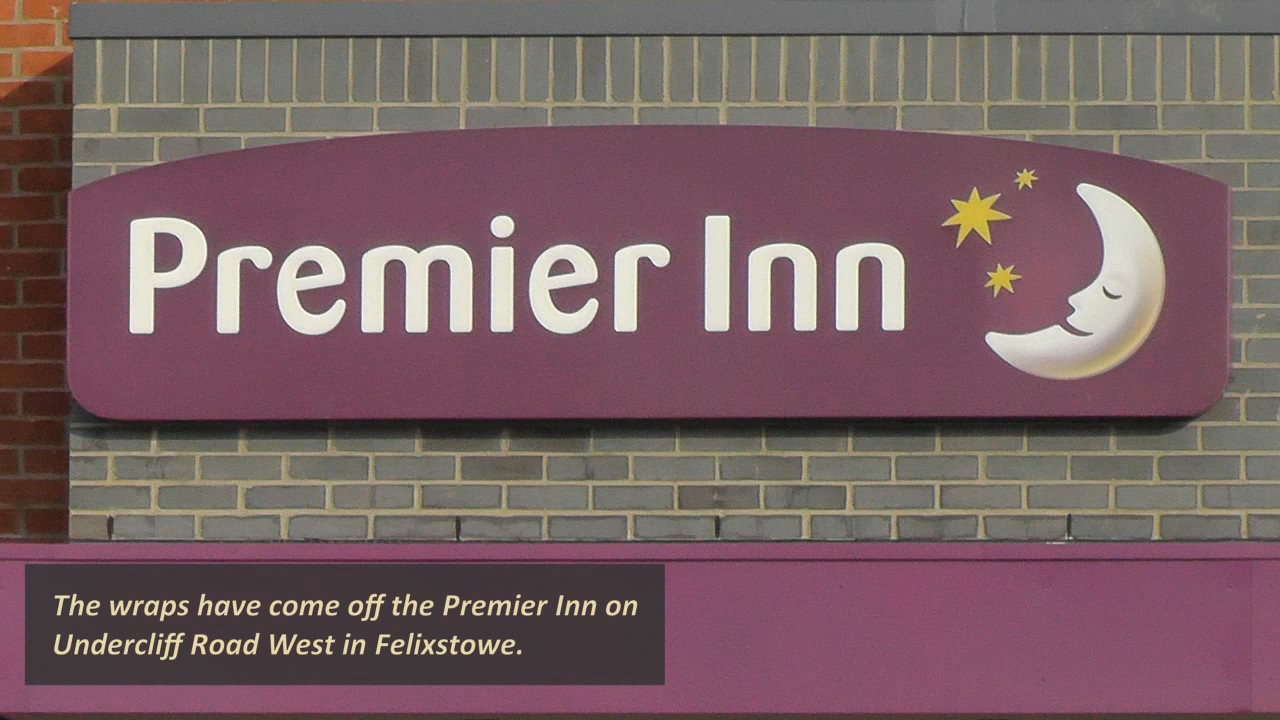 Premier Inn
The wraps have come off the Premier Inn on
Undercliff Road West in Felixstowe.